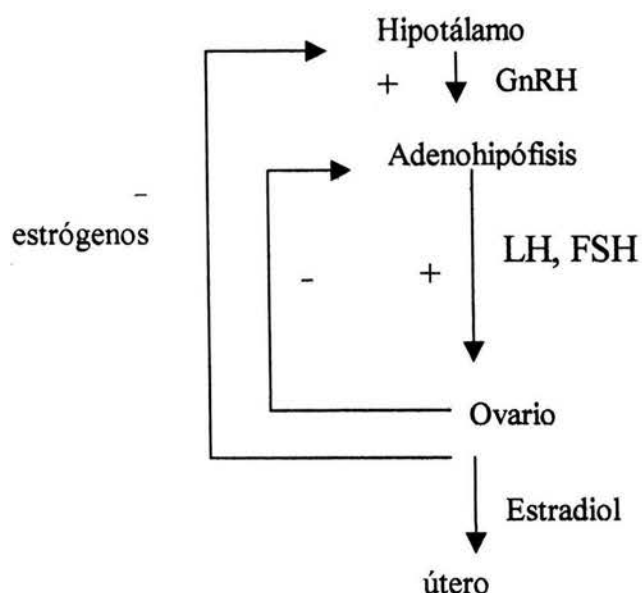 Hipotálamo
+ GnRH
Adenohipófisis
-
estrógenos
LH, FSH
- +
Ovario
Estradiol
útero